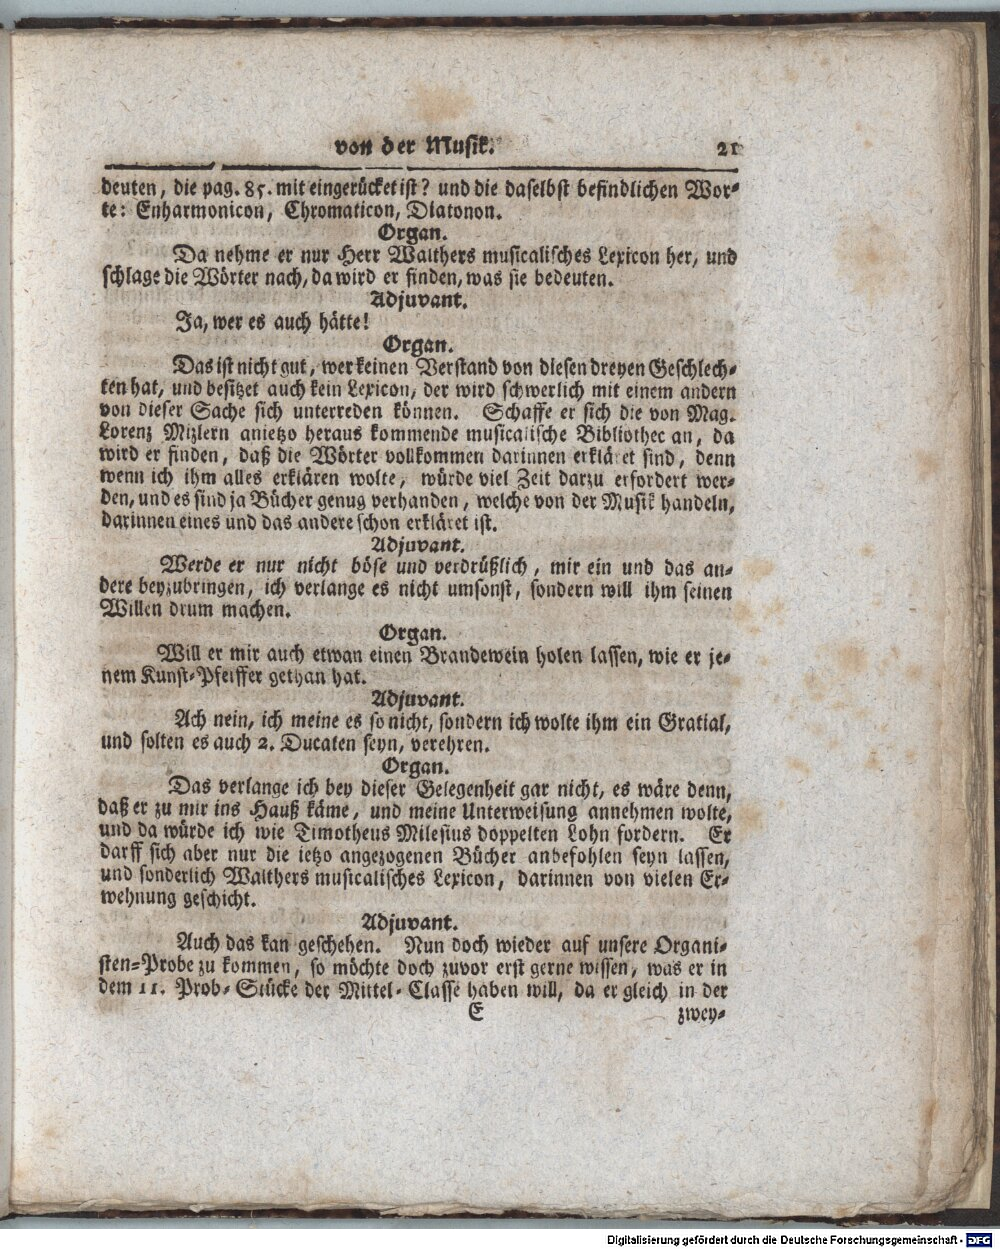 von der Musik. 21
deuten, die pag. 85. mit eingerücket ist? und die daselbst befindlichen Wor-
te: Enharmonicon, Chromaticon, Diatonon.
Organ.
Da nehme er nur Herr Walthers musicalisches Lexicon her, und
schlage die Wörter nach, da wird er finden, was sie bedeuten.
Adjuvant.
Ja, wer es auch hätte!
Organ.
Das ist nicht gut, wer keinen Verstand von diesen dreyen Geschlech-
ten hat, und besitzet auch kein Lexicon, der wird schwerlich mit einem andern
von dieser Sache sich unterreden können. Schaffe er sich die von Mag.
Lorenz Mizlern anietzo heraus kommende musicalische Bibliothec an, da
wird er finden, daß die Wörter vollkommen darinnen erkläret sind, denn
wenn ich ihm alles erklären wolte, würde viel Zeit darzu erfordert wer-
den, und es sind ja Bücher genug verhanden, welche von der Musik handeln,
darinnen eines und das andere schon erkläret ist.
Adjuvant.
Werde er nur nicht böse und verdrüßlich, mir ein und das an-
dere beyzubringen, ich verlange es nicht umsonst, sondern will ihm seinen
Willen drum machen.
Organ.
Will er mir auch etwan einen Brandewein holen lassen, wie er je-
nem Kunst-Pfeiffer gethan hat.
Adjuvant.
Ach nein, ich meine es so nicht, sondern ich wolte ihm ein Gratial,
und solten es auch 2. Ducaten seyn, verehren.
Organ.
Das verlange ich bey dieser Gelegenheit gar nicht, es wäre denn,
daß er zu mir ins Hauß käme, und meine Unterweisung annehmen wolte,
und da würde ich wie Timotheus Milesius doppelten Lohn fordern. Er
darff sich aber nur die ietzo angezogenen Bücher anbefohlen seyn lassen,
und sonderlich Walthers musicalisches Lexicon, darinnen von vielen Er-
wehnung geschicht.
Adjuvant.
Auch das kan geschehen. Nun doch wieder auf unsere Organi-
sten-Probe zu kommen, so möchte doch zuvor erst gerne wissen, was er in
dem 11. Prob-Stücke der Mittel-Classe haben will, da er gleich in der
E zwey-
Digitalisierung gefördert durch die Deutsche Forschungsgemeinschaft - DFG